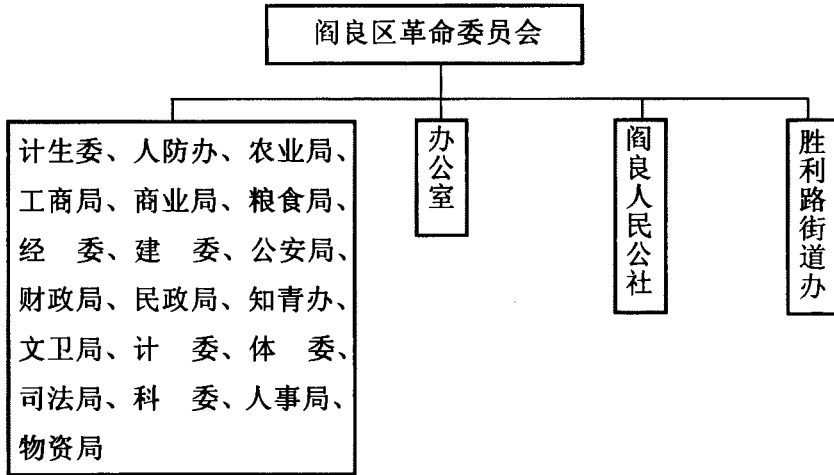 阎良区革命委员会
计生委、人防办、农业局、
工商局、商业局、粮食局、
经　委、建　委、公安局、
财政局、民政局、知青办、
文卫局、计　委、体　委、
司法局、科　委、人事局、
物资局
办公室
阎良人民公社
胜利路街道办